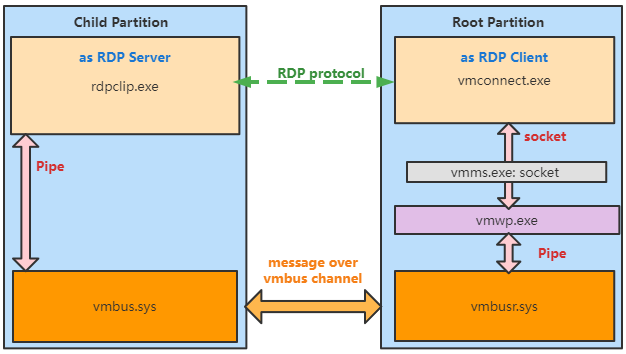 Child Partition
as RDP Server
rdpclip.exe
Pipe
vmbus.sys
RDP protocol
message over
vmbus channel
Root Partition
as RDP Client
vmconnect.exe
socket
vmms.exe: socket
vmwp.exe
Pipe
vmbusr.sys